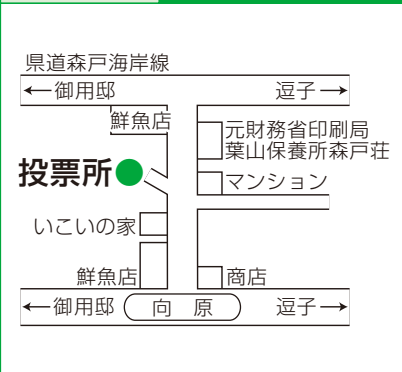 県道森戸海岸線
←御用邸
逗子→
鮮魚店
元財務省印刷局
葉山保養所森戸荘
投票所
マンション
いこいの家
鮮魚店
商店
←御用邸
向原
逗子→